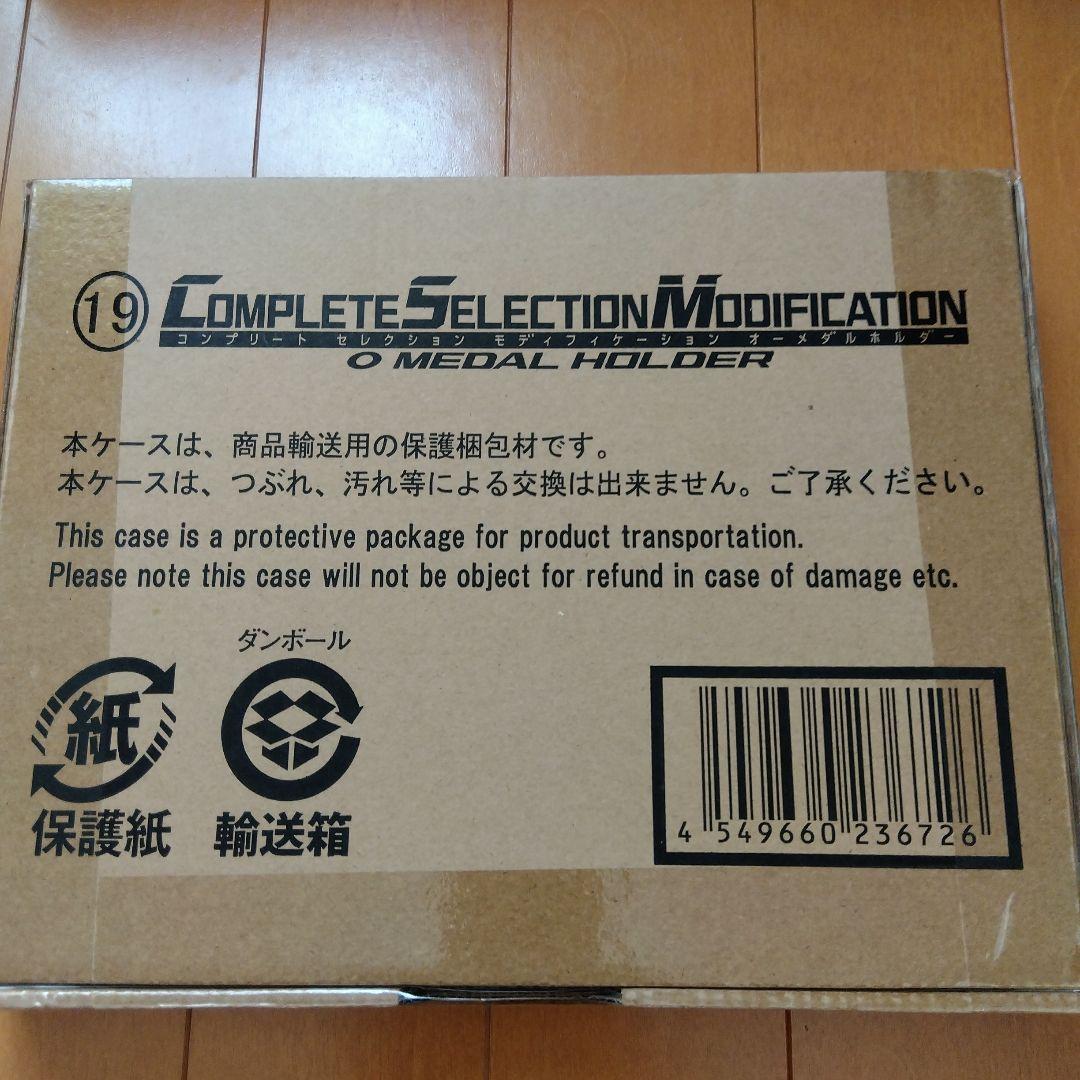 ⑲ COMPLETE SELECTION MODIFICATION
コンプリート セレクション モディフィケーション オーメダルホルダー
O MEDAL HOLDER
本ケースは、商品輸送用の保護梱包材です。
本ケースは、つぶれ、汚れ等による交換は出来ません。ご了承ください。
This case is a protective package for product transportation.
Please note this case will not be object for refund in case of damage etc.
ダンボール
紙
保護紙
輸送箱
4 549660 236726